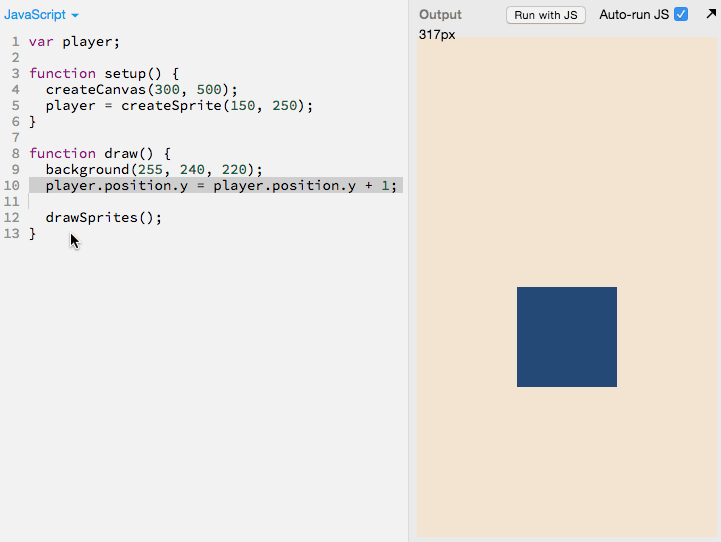 JavaScript
1 var player;
2
3 function setup() {
4   createCanvas(300, 500);
5   player = createSprite(150, 250);
6 }
7
8 function draw() {
9   background(255, 240, 220);
10   player.position.y = player.position.y + 1;
11
12   drawSprites();
13 }
Output
Run with JS
Auto-run JS
317px